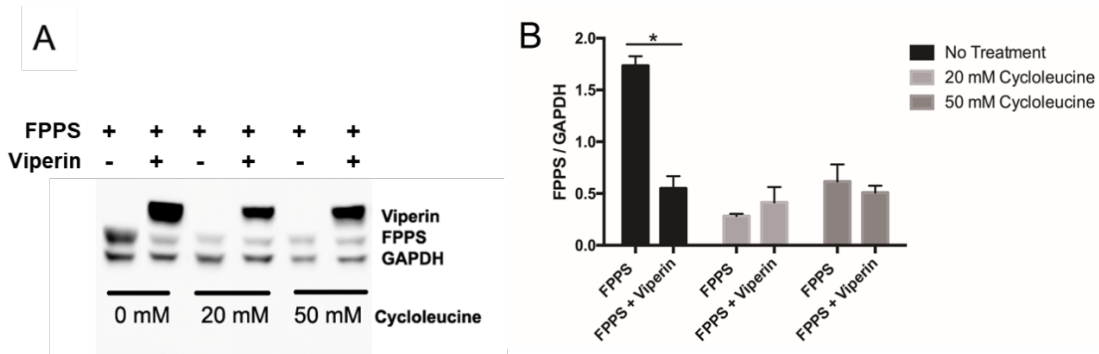 A
FPPS + + + + + +
Viperin - + - + - +
Viperin
FPPS
GAPDH
0 mM 20 mM 50 mM Cycloleucine
B
FPPS / GAPDH
2.0
1.5
1.0
0.5
0.0
*
FPPS
FPPS + Viperin
FPPS
FPPS + Viperin
FPPS
FPPS + Viperin
No Treatment
20 mM Cycloleucine
50 mM Cycloleucine